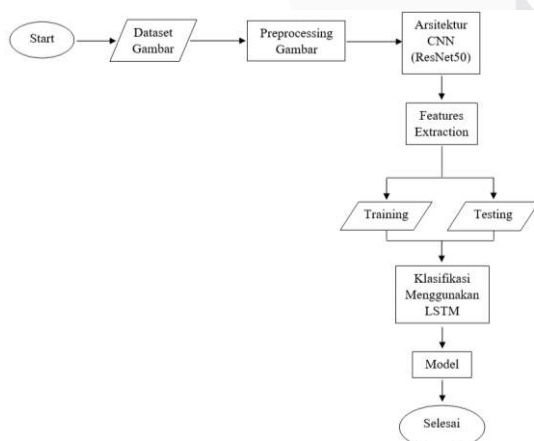 Start
Dataset
Gambar
Preprocessing
Gambar
Arsitektur
CNN
(ResNet50)
Features
Extraction
Training
Testing
Klasifikasi
Menggunakan
LSTM
Model
Selesai